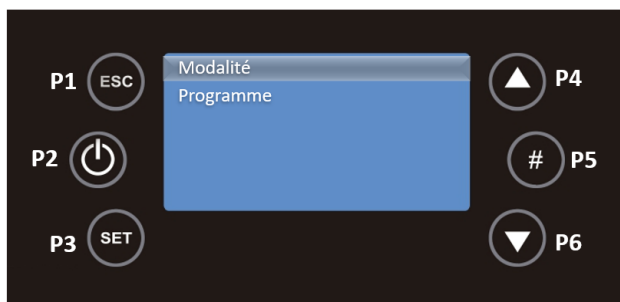 P1 ESC
Modalité
Programme
P4
P2
# P5
P3 SET
P6